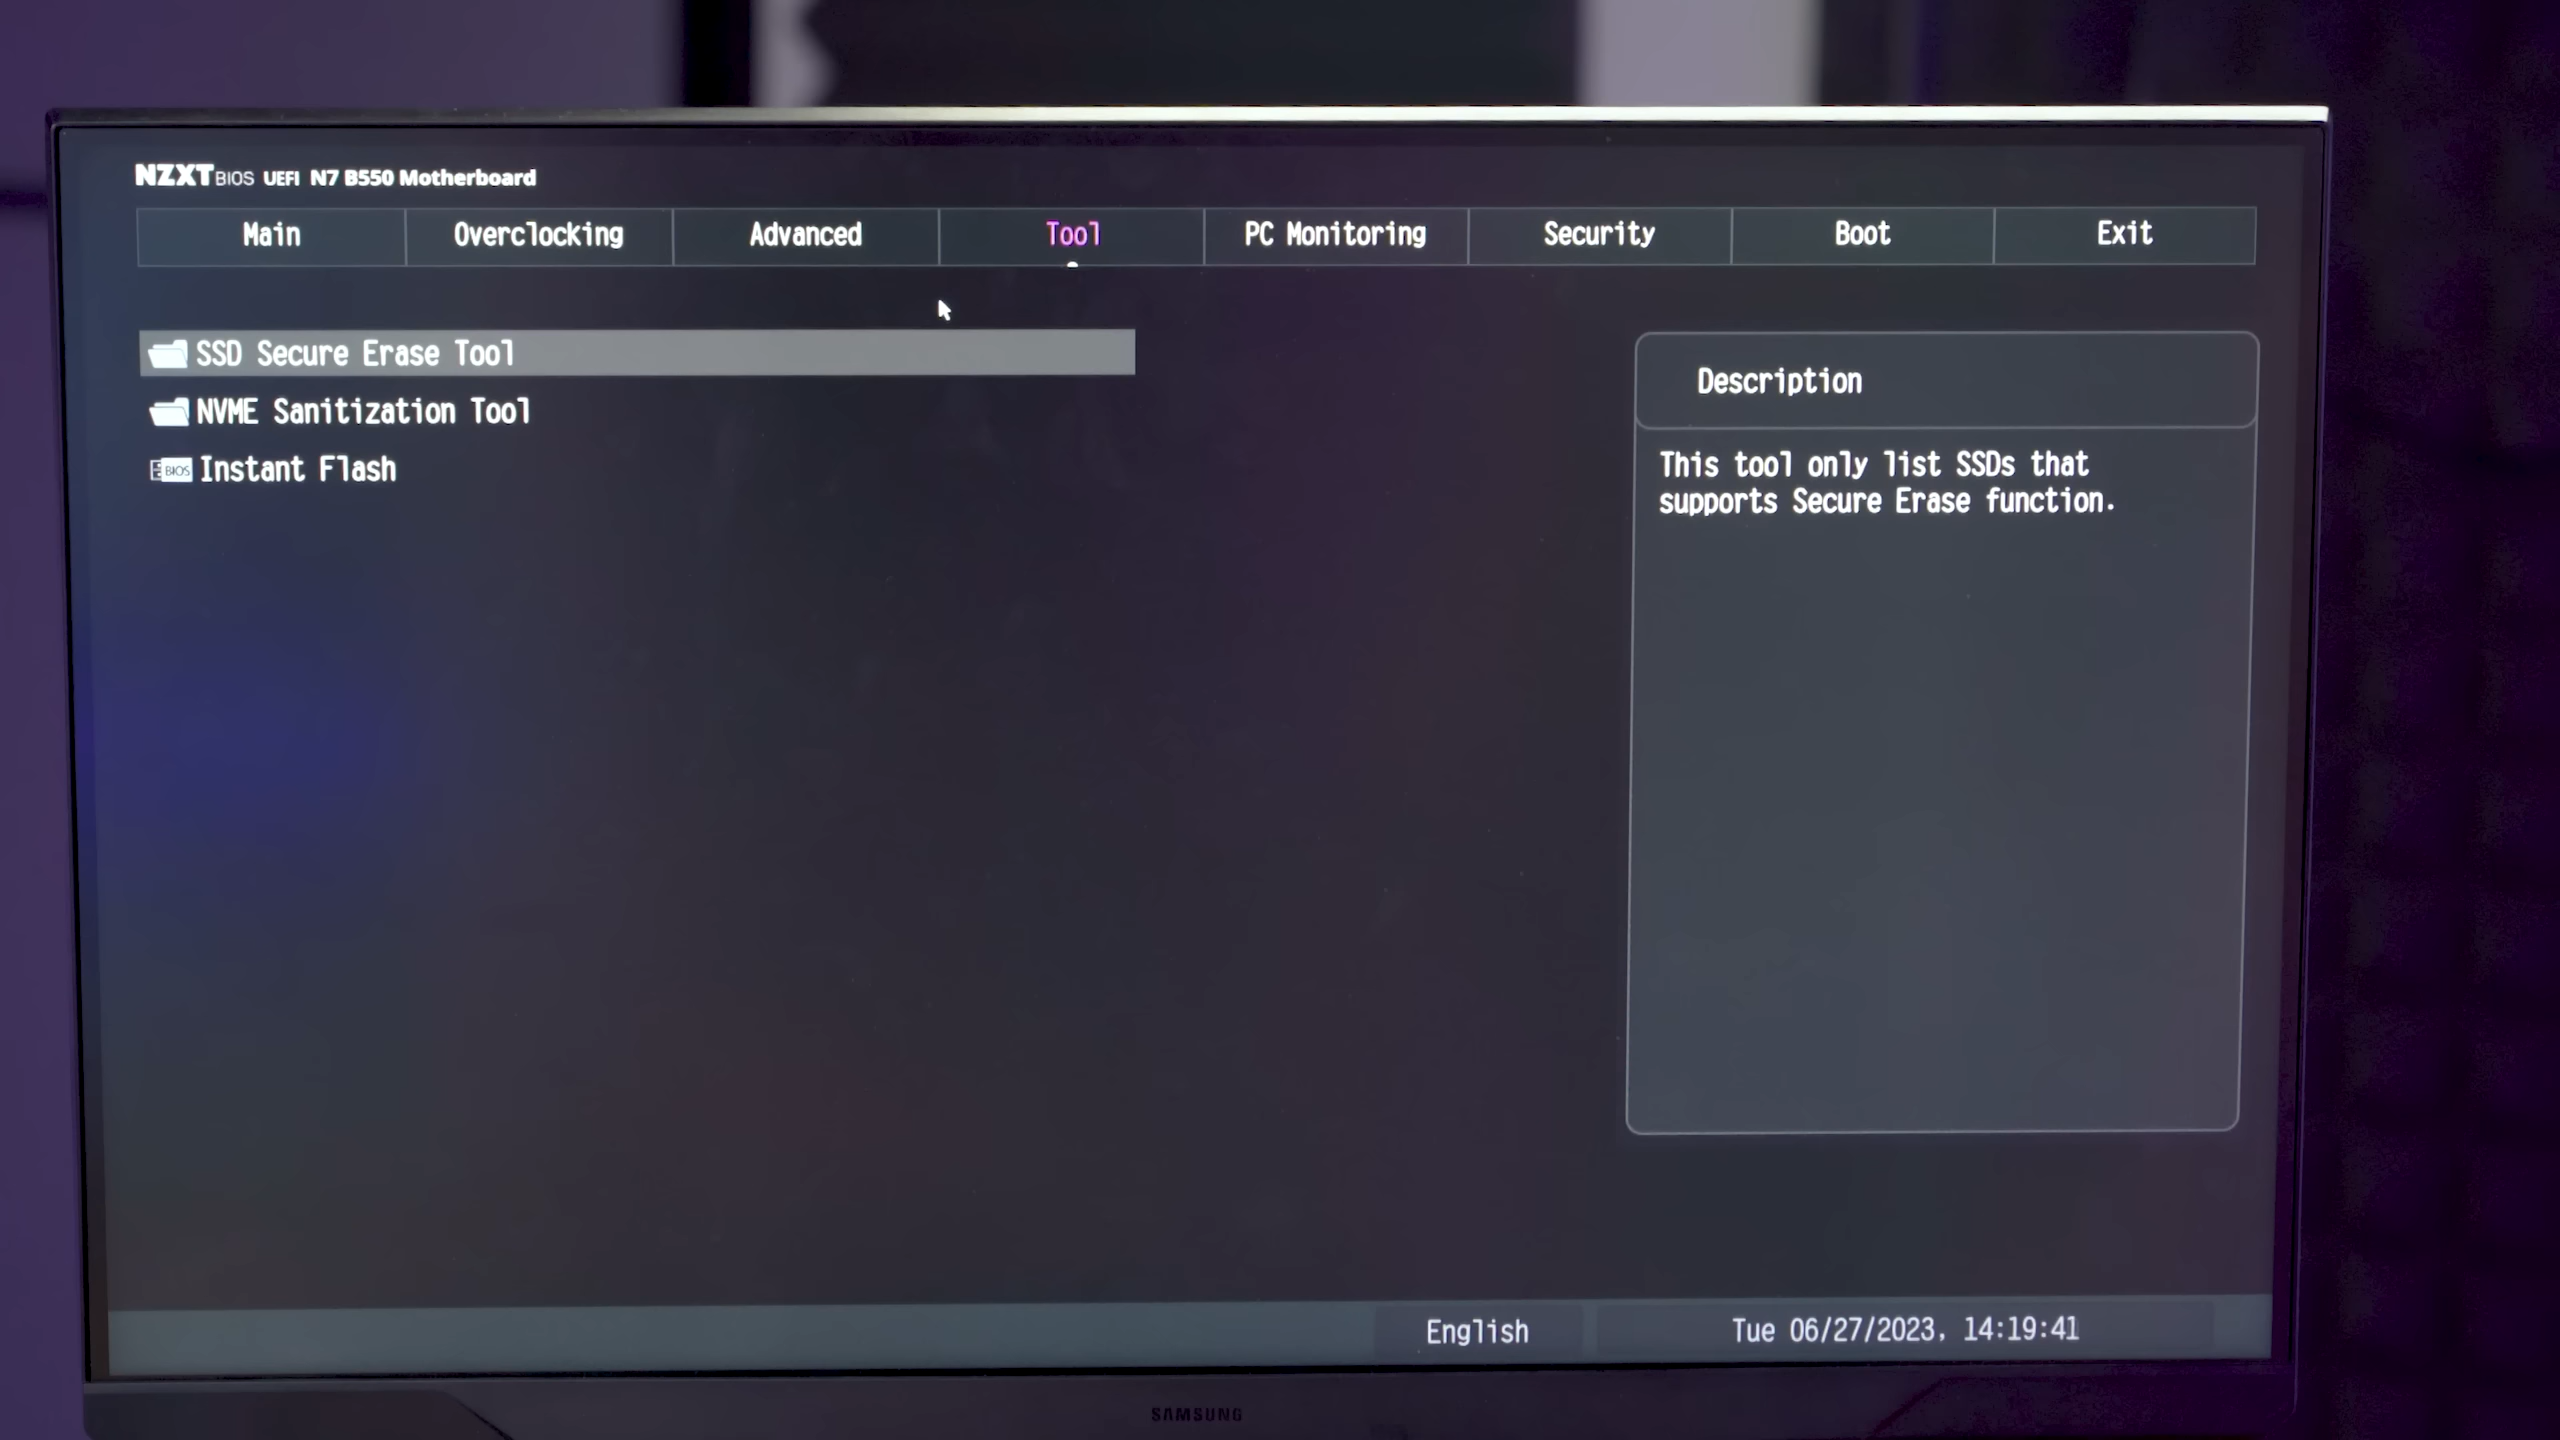 NZXT BIOS UEFI N7 B550 Motherboard
Main Overclocking Advanced Tool PC Monitoring Security Boot Exit
SSD Secure Erase Tool
NVME Sanitization Tool
BIOS Instant Flash
Description
This tool only list SSDs that
supports Secure Erase function.
English Tue 06/27/2023, 14:19:41
SAMSUNG